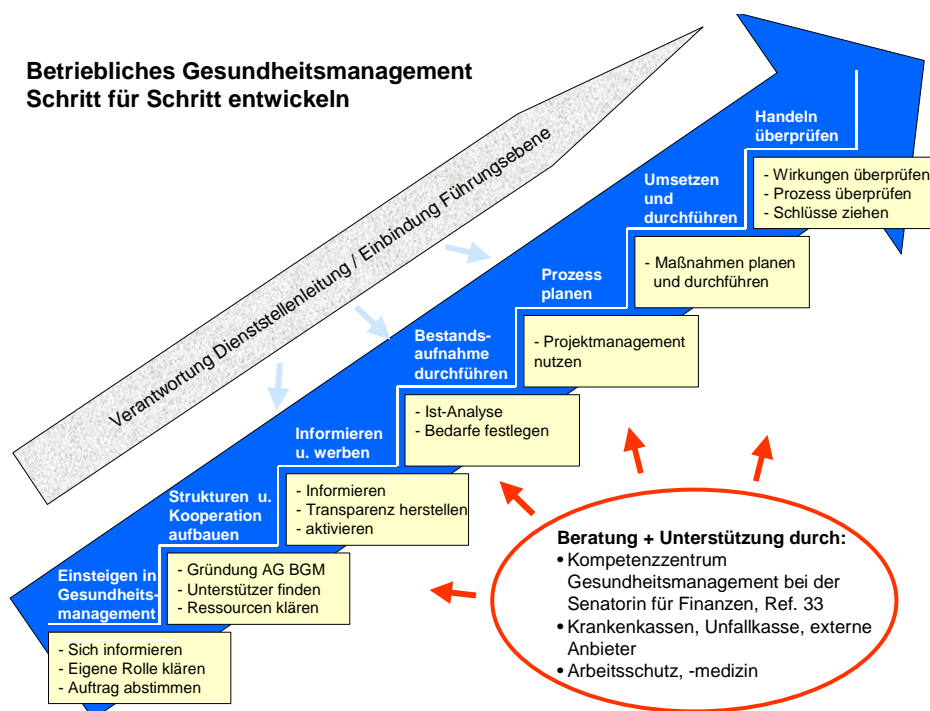 Betriebliches Gesundheitsmanagement
Schritt für Schritt entwickeln
Verantwortung Dienststellenleitung / Einbindung Führungsebene
Einsteigen in
Gesundheits-
management
- Sich informieren
- Eigene Rolle klären
- Auftrag abstimmen
Strukturen u.
Kooperation
aufbauen
- Gründung AG BGM
- Unterstützer finden
- Ressourcen klären
Informieren
u. werben
- Informieren
- Transparenz herstellen
- aktivieren
Bestands-
aufnahme
durchführen
- Ist-Analyse
- Bedarfe festlegen
Prozess
planen
- Projektmanagement
nutzen
Umsetzen
und
durchführen
- Maßnahmen planen
und durchführen
Handeln
überprüfen
- Wirkungen überprüfen
- Prozess überprüfen
- Schlüsse ziehen
Beratung + Unterstützung durch:
• Kompetenzzentrum
Gesundheitsmanagement bei der
Senatorin für Finanzen, Ref. 33
• Krankenkassen, Unfallkasse, externe
Anbieter
• Arbeitsschutz, -medizin